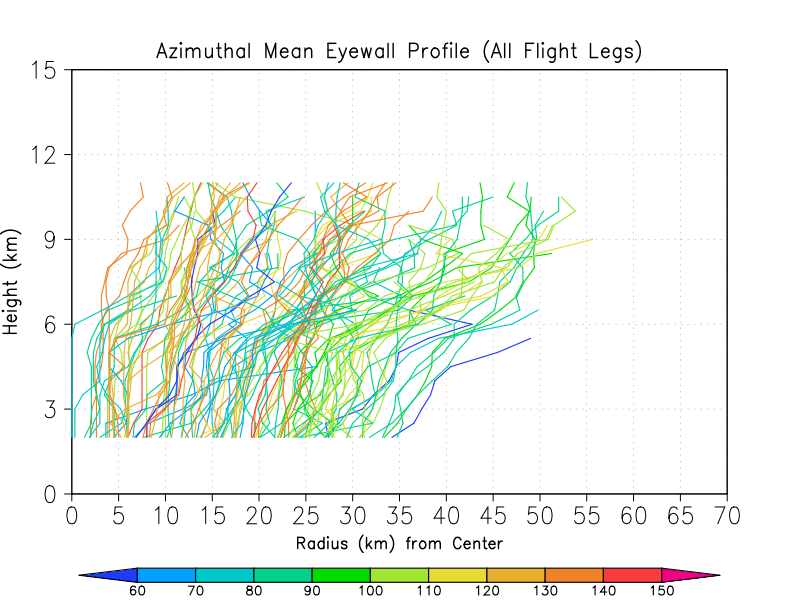 Azimuthal Mean Eyewall Profile (All Flight Legs)
15
12
9
6
3
0
Height (km)
0 5 10 15 20 25 30 35 40 45 50 55 60 65 70
Radius (km) from Center
60 70 80 90 100 110 120 130 140 150